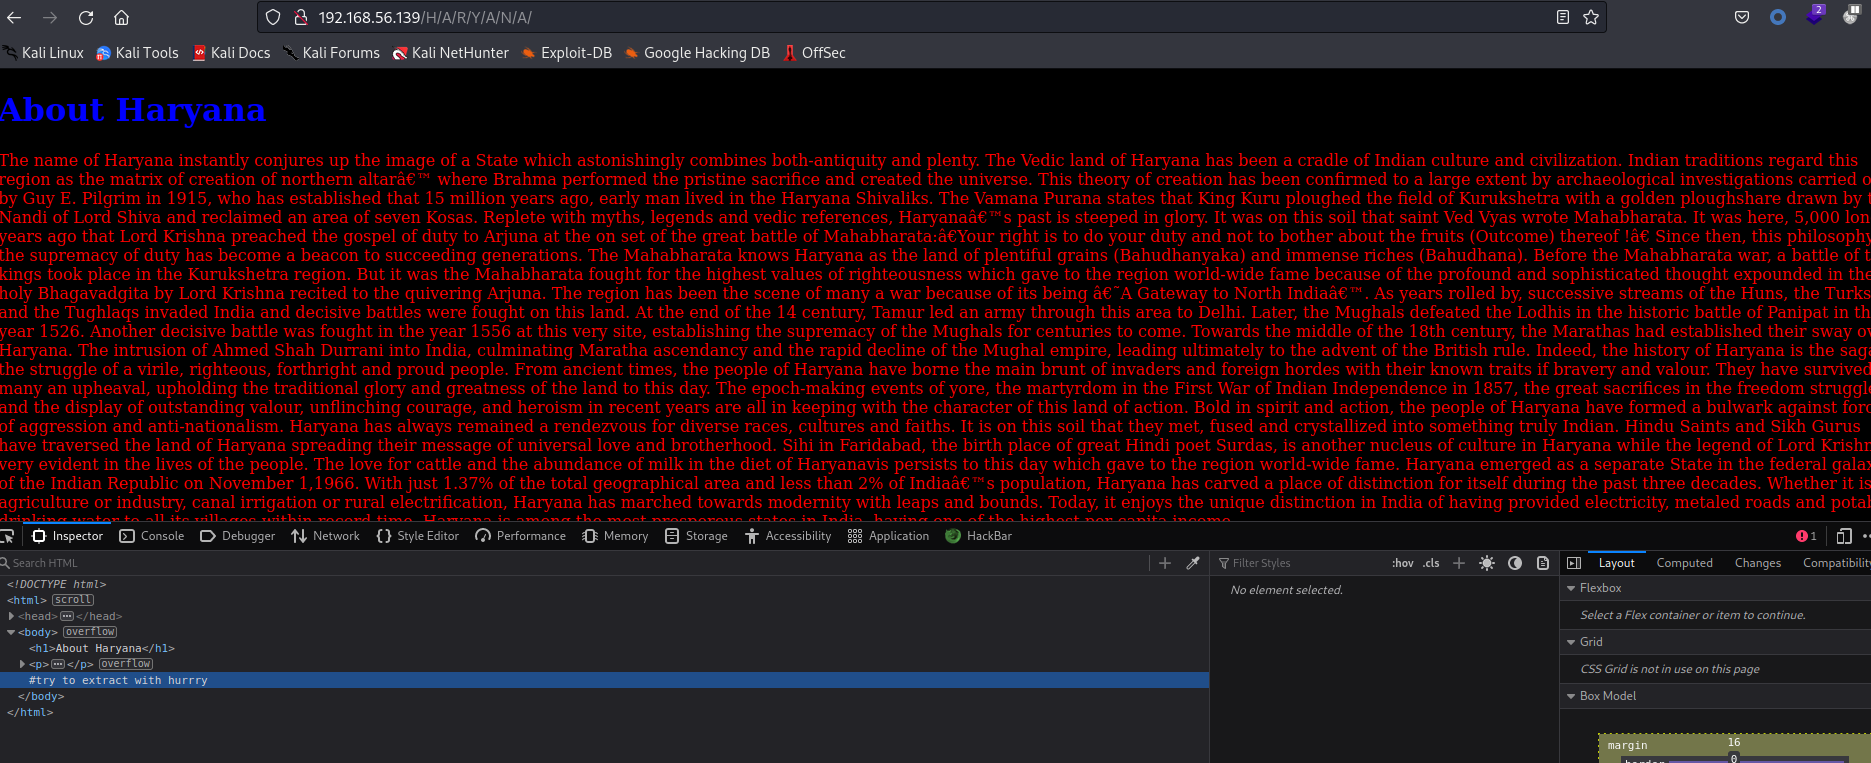 192.168.56.139/H/A/R/Y/A/N/A/
2
Kali Linux Kali Tools Kali Docs Kali Forums Kali NetHunter Exploit-DB Google Hacking DB OffSec
About Haryana
The name of Haryana instantly conjures up the image of a State which astonishingly combines both-antiquity and plenty. The Vedic land of Haryana has been a cradle of Indian culture and civilization. Indian traditions regard this
region as the matrix of creation of northern altarâ€™ where Brahma performed the pristine sacrifice and created the universe. This theory of creation has been confirmed to a large extent by archaeological investigations carried o
by Guy E. Pilgrim in 1915, who has established that 15 million years ago, early man lived in the Haryana Shivaliks. The Vamana Purana states that King Kuru ploughed the field of Kurukshetra with a golden ploughshare drawn by t
Nandi of Lord Shiva and reclaimed an area of seven Kosas. Replete with myths, legends and vedic references, Haryanaâ€™s past is steeped in glory. It was on this soil that saint Ved Vyas wrote Mahabharata. It was here, 5,000 lon
years ago that Lord Krishna preached the gospel of duty to Arjuna at the on set of the great battle of Mahabharata:â€Your right is to do your duty and not to bother about the fruits (Outcome) thereof !â€ Since then, this philosophy
the supremacy of duty has become a beacon to succeeding generations. The Mahabharata knows Haryana as the land of plentiful grains (Bahudhanyaka) and immense riches (Bahudhana). Before the Mahabharata war, a battle of t
kings took place in the Kurukshetra region. But it was the Mahabharata fought for the highest values of righteousness which gave to the region world-wide fame because of the profound and sophisticated thought expounded in the
holy Bhagavadgita by Lord Krishna recited to the quivering Arjuna. The region has been the scene of many a war because of its being â€˜A Gateway to North Indiaâ€™. As years rolled by, successive streams of the Huns, the Turks
and the Tughlaqs invaded India and decisive battles were fought on this land. At the end of the 14 century, Tamur led an army through this area to Delhi. Later, the Mughals defeated the Lodhis in the historic battle of Panipat in th
year 1526. Another decisive battle was fought in the year 1556 at this very site, establishing the supremacy of the Mughals for centuries to come. Towards the middle of the 18th century, the Marathas had established their sway ov
Haryana. The intrusion of Ahmed Shah Durrani into India, culminating Maratha ascendancy and the rapid decline of the Mughal empire, leading ultimately to the advent of the British rule. Indeed, the history of Haryana is the saga
the struggle of a virile, righteous, forthright and proud people. From ancient times, the people of Haryana have borne the main brunt of invaders and foreign hordes with their known traits if bravery and valour. They have survived
many an upheaval, upholding the traditional glory and greatness of the land to this day. The epoch-making events of yore, the martyrdom in the First War of Indian Independence in 1857, the great sacrifices in the freedom struggle
and the display of outstanding valour, unflinching courage, and heroism in recent years are all in keeping with the character of this land of action. Bold in spirit and action, the people of Haryana have formed a bulwark against forc
of aggression and anti-nationalism. Haryana has always remained a rendezvous for diverse races, cultures and faiths. It is on this soil that they met, fused and crystallized into something truly Indian. Hindu Saints and Sikh Gurus
have traversed the land of Haryana spreading their message of universal love and brotherhood. Sihi in Faridabad, the birth place of great Hindi poet Surdas, is another nucleus of culture in Haryana while the legend of Lord Krishn
very evident in the lives of the people. The love for cattle and the abundance of milk in the diet of Haryanavis persists to this day which gave to the region world-wide fame. Haryana emerged as a separate State in the federal galax
of the Indian Republic on November 1,1966. With just 1.37% of the total geographical area and less than 2% of Indiaâ€™s population, Haryana has carved a place of distinction for itself during the past three decades. Whether it is
agriculture or industry, canal irrigation or rural electrification, Haryana has marched towards modernity with leaps and bounds. Today, it enjoys the unique distinction in India of having provided electricity, metaled roads and potal
drinking water to all its villages within record time. Haryana is among the most prosperous states in India, having one of the highest per capita income
Inspector Console Debugger Network Style Editor Performance Memory Storage Accessibility Application HackBar 1
Search HTML
Filter Styles :hov .cls
Layout Computed Changes Compatibility
<!DOCTYPE html>
<html> scroll
<head> </head>
<body> overflow
<h1>About Haryana</h1>
<p> </p> overflow
#try to extract with hurrry
</body>
</html>
No element selected.
Flexbox
Select a Flex container or item to continue.
Grid
CSS Grid is not in use on this page
Box Model
margin 16
border 0